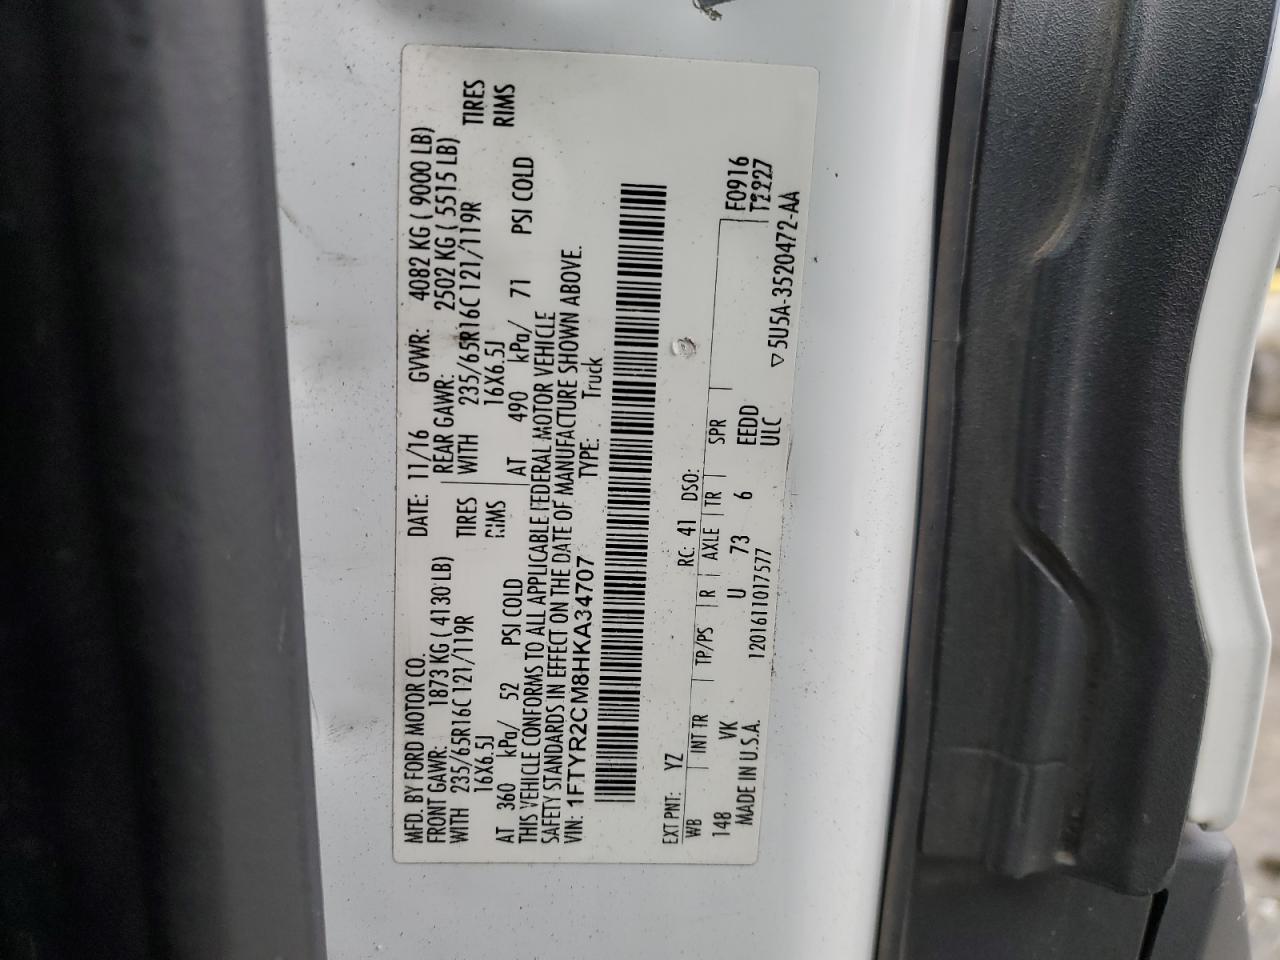 MFD. BY FORD MOTOR CO.
DATE: 11/16 GVWR: 4082 KG ( 9000 LB)
FRONT GAWR: 1873 KG ( 4130 LB) REAR GAWR: 2502 KG ( 5515 LB)
WITH 235/65R16C 121/119R TIRES WITH 235/65R16C 121/119R TIRES
16X6.5J RIMS 16X6.5J RIMS
AT 360 kPa/ 52 PSI COLD AT 490 kPa/ 71 PSI COLD
THIS VEHICLE CONFORMS TO ALL APPLICABLE FEDERAL MOTOR VEHICLE
SAFETY STANDARDS IN EFFECT ON THE DATE OF MANUFACTURE SHOWN ABOVE.
VIN: 1FTYR2CM8HKA34707 TYPE: Truck
EXT PNT: YZ RC: 41 DSO:
WB INT TR TP/PS R AXLE TR SPR F0916
148 VK U 73 6 EEDD T2227
ULC
MADE IN U.S.A. 1201611017577
▽5U5A-3520472-AA